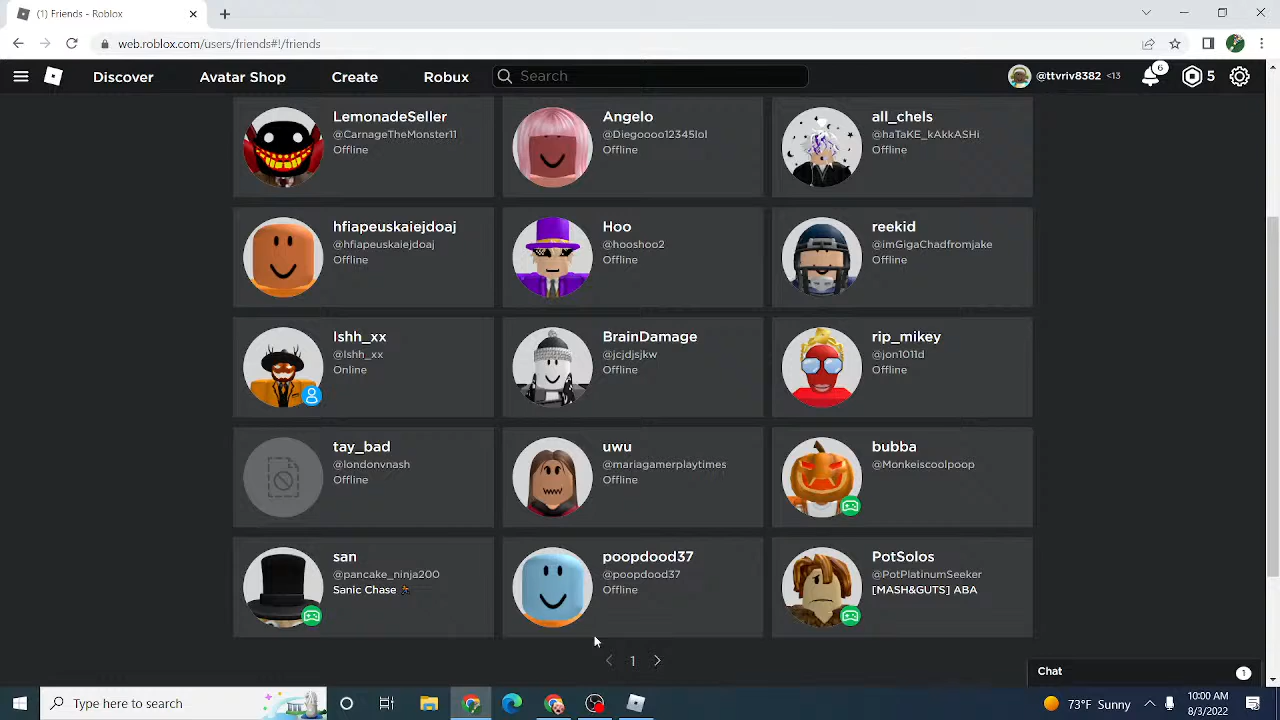 (1) Friends - Roblox
web.roblox.com/users/friends#!/friends
Discover Avatar Shop Create Robux Search @ttvriv8382 <13 6 5
LemonadeSeller
@CarnageTheMonster11
Offline
Angelo
@Diegoooo12345lol
Offline
all_chels
@haTaKE_kAkkASHi
Offline
hfiapeuskaiejdoaj
@hfiapeuskaiejdoaj
Offline
Hoo
@hooshoo2
Offline
reekid
@imGigaChadfromjake
Offline
lshh_xx
@lshh_xx
Online
BrainDamage
@jcjdjsjkw
Offline
rip_mikey
@jon1011d
Offline
tay_bad
@londonvnash
Offline
uwu
@mariagamerplaytimes
Offline
bubba
@Monkeiscoolpoop
san
@pancake_ninja200
Sanic Chase
poopdood37
@poopdood37
Offline
PotSolos
@PotPlatinumSeeker
[MASH&GUTS] ABA
1
Chat 1
Type here to search
73°F Sunny
10:00 AM
8/3/2022